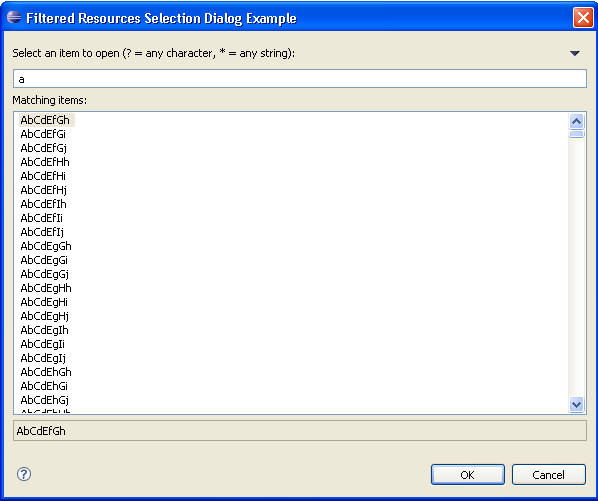 Filtered Resources Selection Dialog Example
Select an item to open (? = any character, * = any string):
a
Matching items:
AbCdEfGh
AbCdEfGi
AbCdEfGj
AbCdEfHh
AbCdEfHi
AbCdEfHj
AbCdEfIh
AbCdEfIi
AbCdEfIj
AbCdEgGh
AbCdEgGi
AbCdEgGj
AbCdEgHh
AbCdEgHi
AbCdEgHj
AbCdEgIh
AbCdEgIi
AbCdEgIj
AbCdEhGh
AbCdEhGi
AbCdEhGj
AbCdEhHh
AbCdEfGh
?
OK Cancel